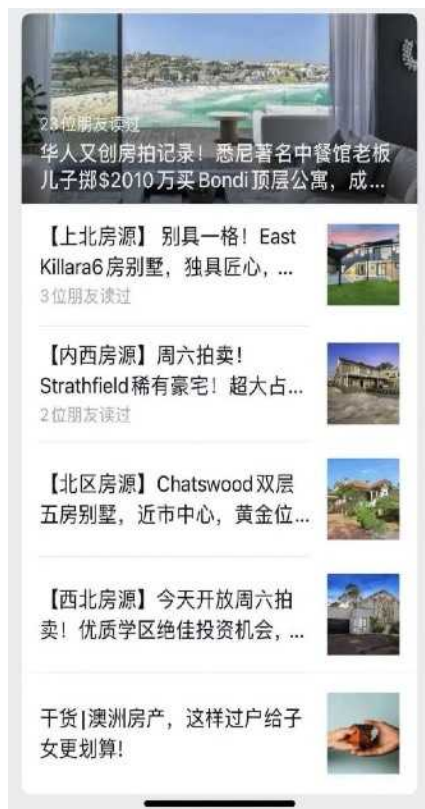 23位朋友读过
华人又创房拍记录！悉尼著名中餐馆老板
儿子掷$2010万买Bondi顶层公寓，成...
【上北房源】 别具一格！East
Killara6房别墅，独具匠心，...
3位朋友读过
【内西房源】周六拍卖！
Strathfield稀有豪宅！超大占...
2位朋友读过
【北区房源】Chatswood双层
五房别墅，近市中心，黄金位...
【西北房源】今天开放周六拍
卖！优质学区绝佳投资机会，...
干货|澳洲房产，这样过户给子
女更划算!